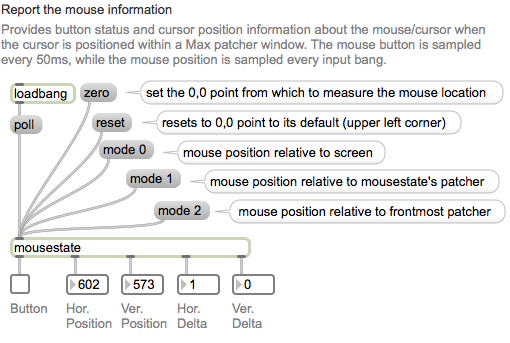 Report the mouse information
Provides button status and cursor position information about the mouse/cursor when
the cursor is positioned within a Max patcher window. The mouse button is sampled
every 50ms, while the mouse position is sampled every input bang.
loadbang
zero
set the 0,0 point from which to measure the mouse location
poll
reset
resets to 0,0 point to its default (upper left corner)
mode 0
mouse position relative to screen
mode 1
mouse position relative to mousestate's patcher
mode 2
mouse position relative to frontmost patcher
mousestate
602
573
1
0
Button
Hor.
Position
Ver.
Position
Hor.
Delta
Ver.
Delta